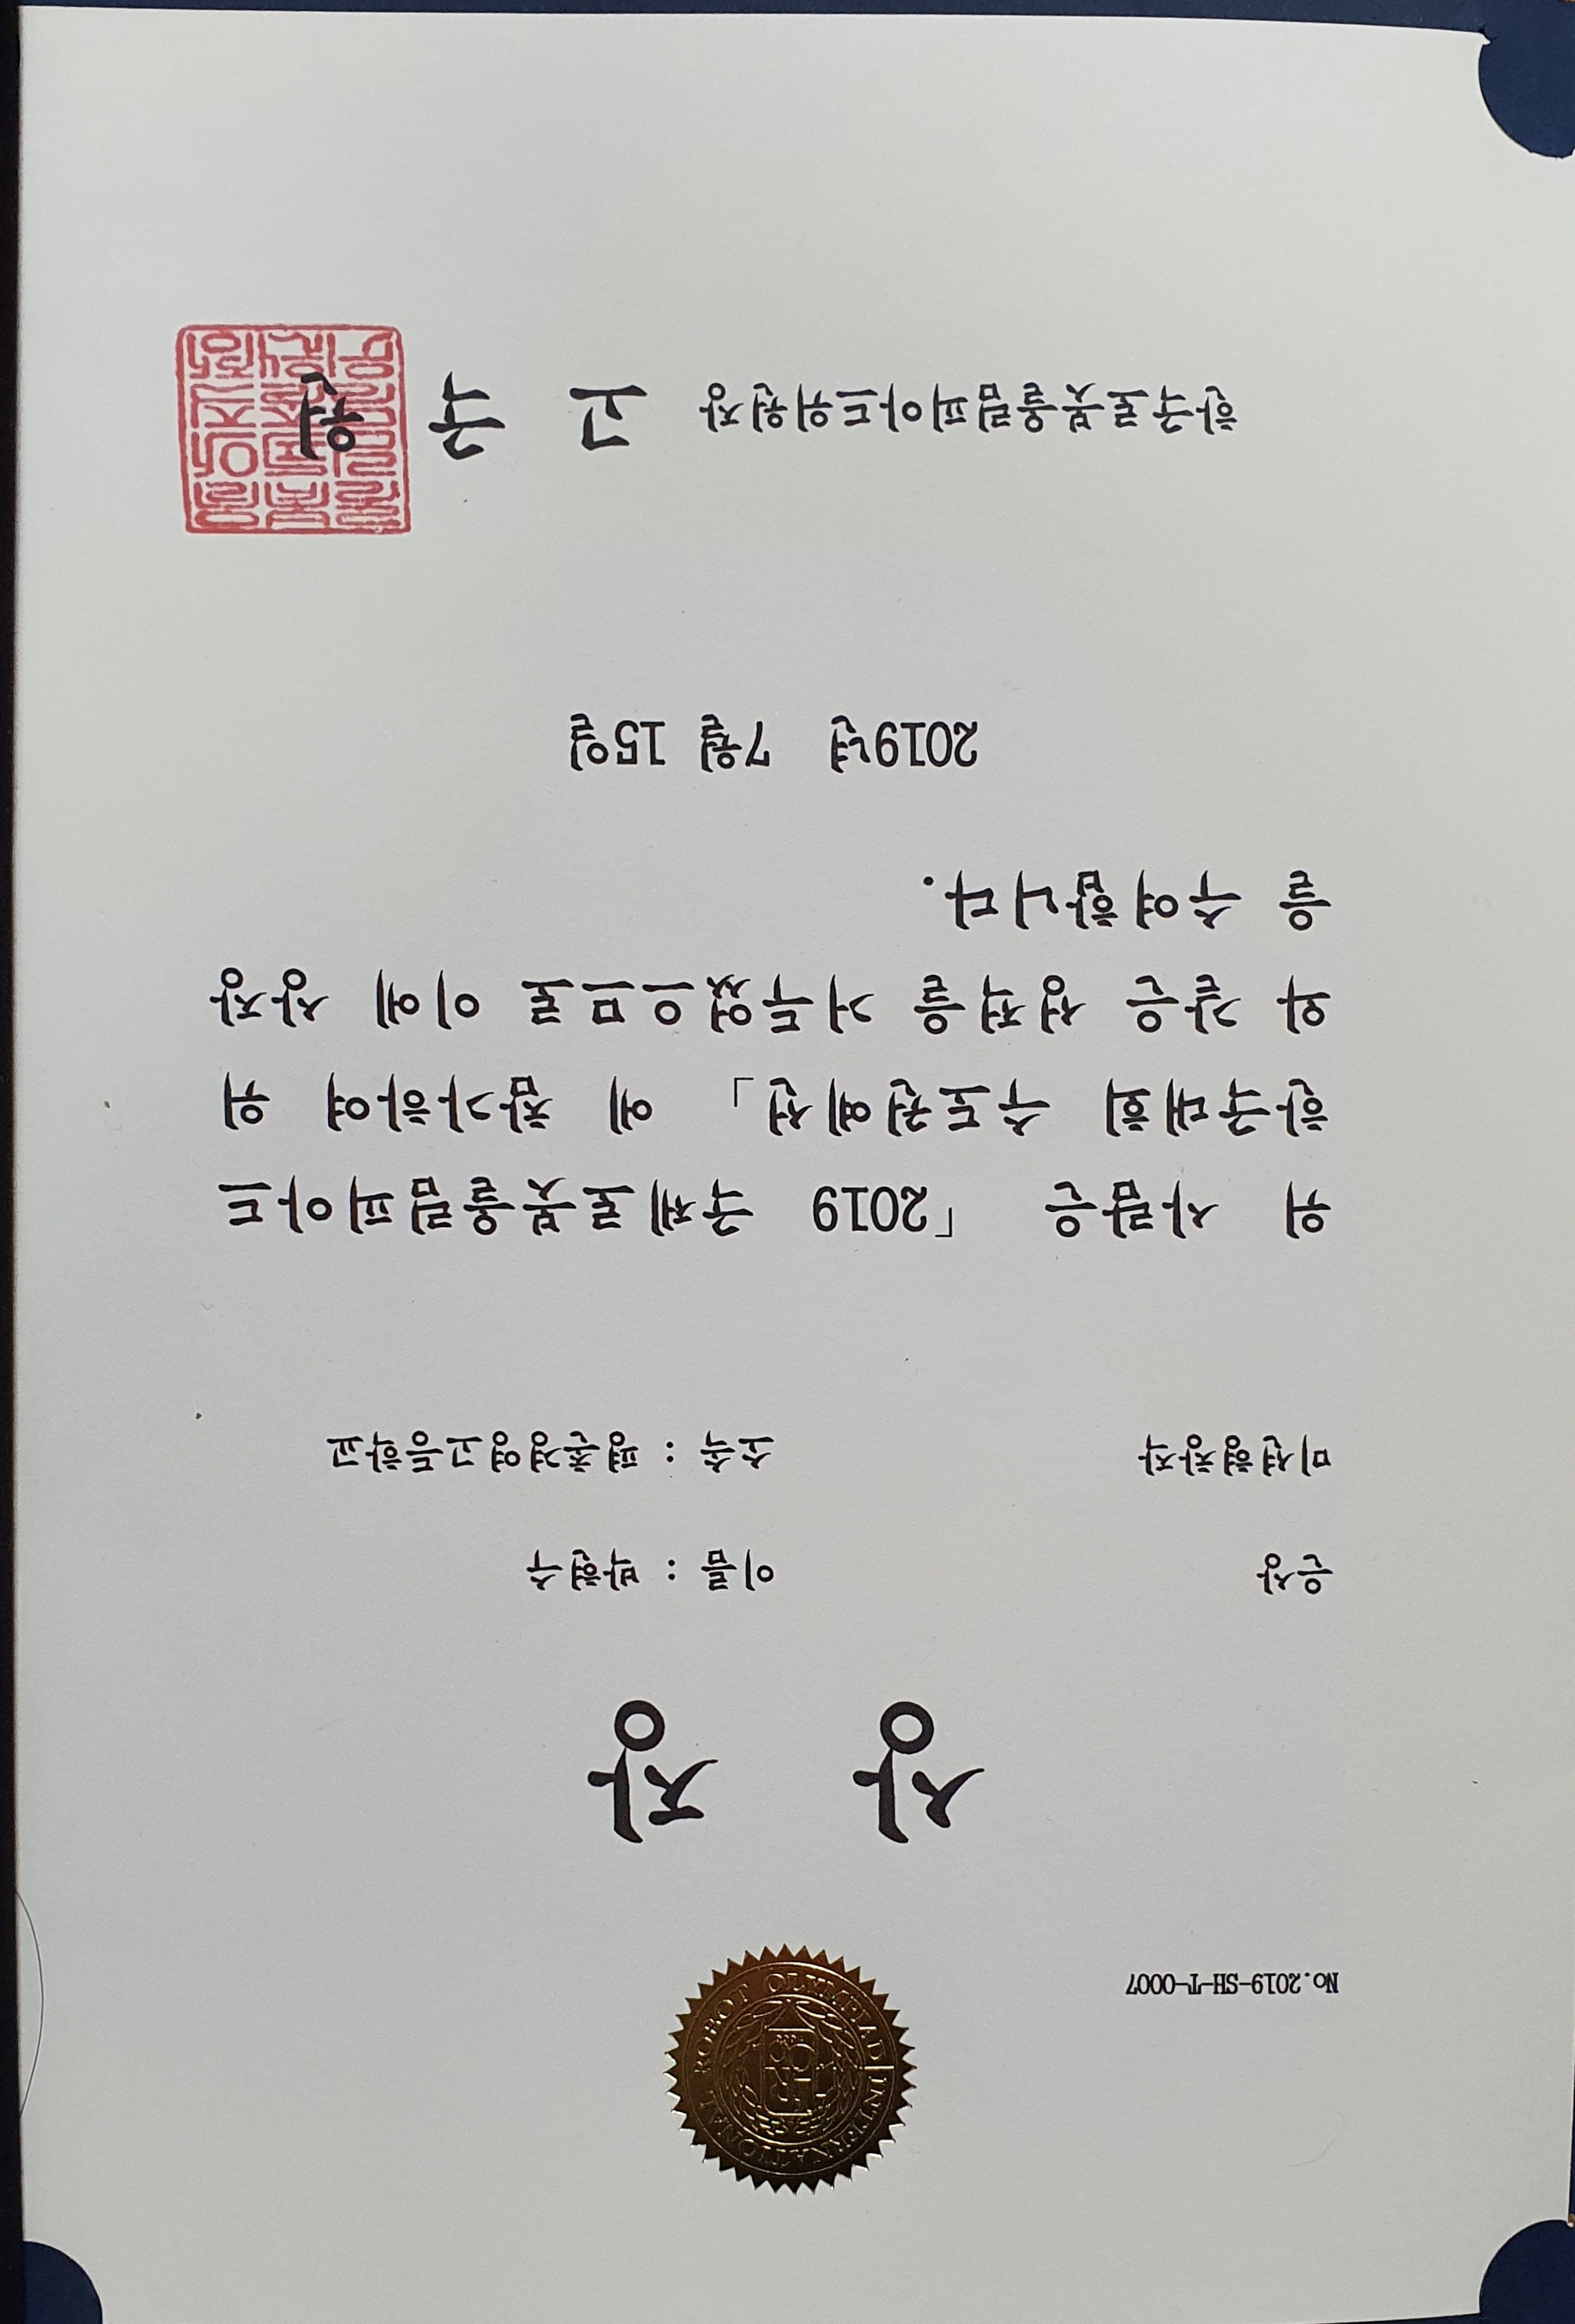 INTERNATIONAL ROBOT OLYMPIAD
No.2019-SH-T-0007
상 장
은상 이름 : 박현수
미션형창작 소속 : 평촌경영고등학교
위 사람은 「2019 국제로봇올림피아드
한국대회 수도권예선」 에 참가하여 위
와 같은 성적을 거두었으므로 이에 상장
을 수여합니다.
2019년 7월 15일
한국로봇올림피아드위원장 고 국 원